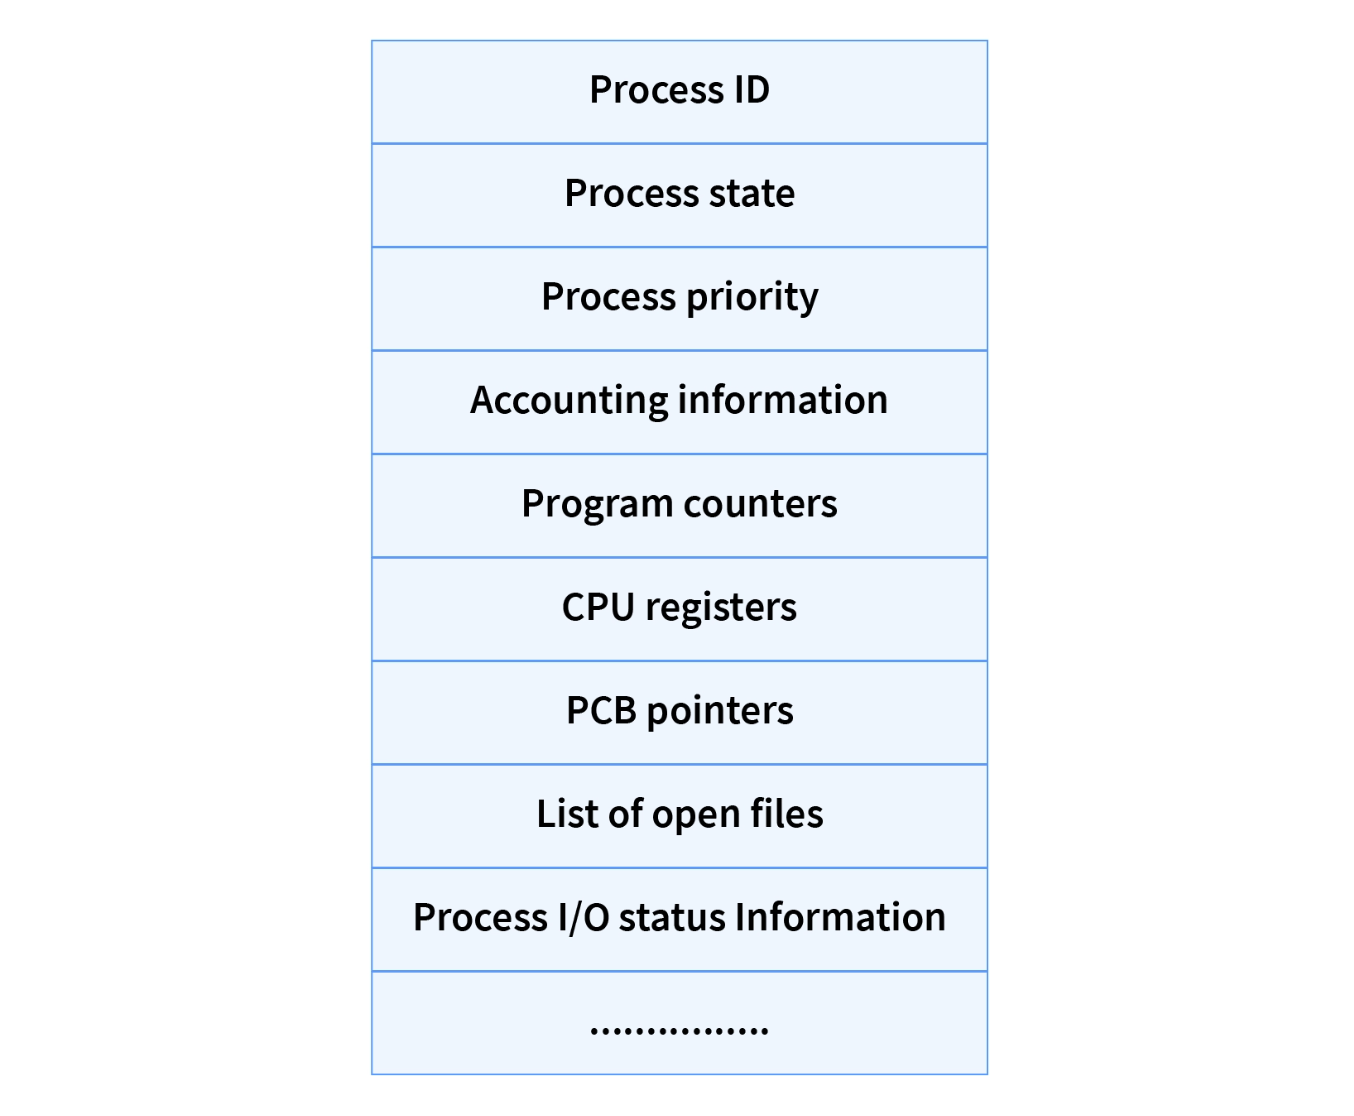 Process ID
Process state
Process priority
Accounting information
Program counters
CPU registers
PCB pointers
List of open files
Process I/O status Information
................